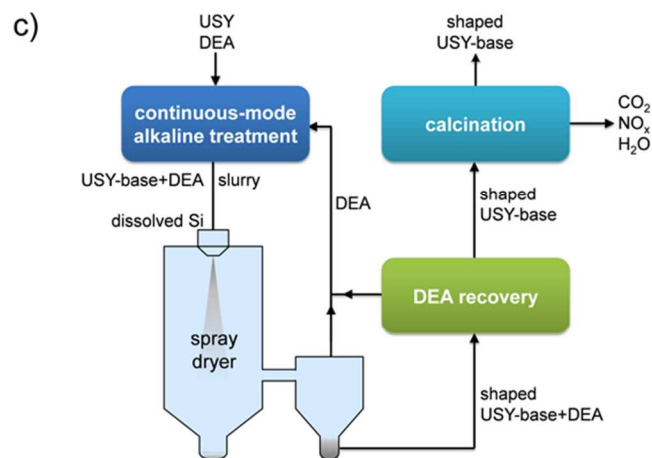 c)
USY
DEA
continuous-mode
alkaline treatment
USY-base+DEA slurry
dissolved Si
spray
dryer
DEA
shaped
USY-base
calcination
CO2
NOx
H2O
shaped
USY-base
DEA recovery
shaped
USY-base+DEA